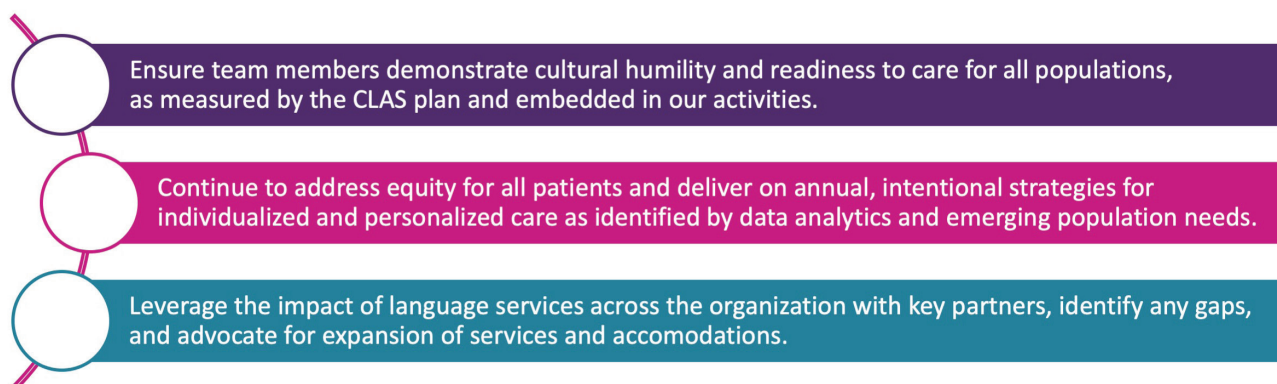 Ensure team members demonstrate cultural humility and readiness to care for all populations,
as measured by the CLAS plan and embedded in our activities.
Continue to address equity for all patients and deliver on annual, intentional strategies for
individualized and personalized care as identified by data analytics and emerging population needs.
Leverage the impact of language services across the organization with key partners, identify any gaps,
and advocate for expansion of services and accomodations.